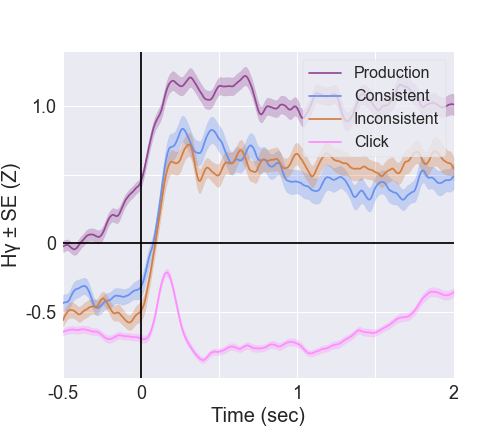 Production
Consistent
Inconsistent
Click
1.0
0
-0.5
Hγ ± SE (Z)
-0.5
0
1
2
Time (sec)